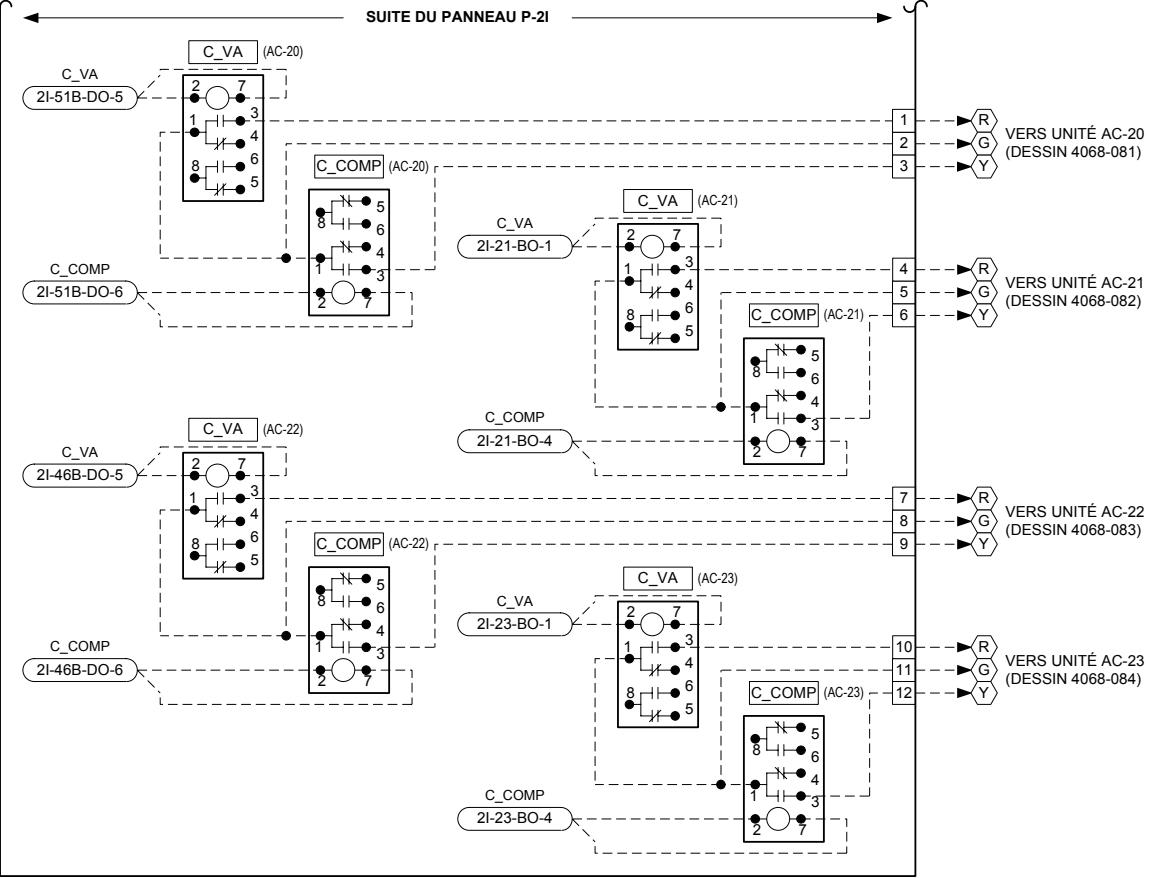 SUITE DU PANNEAU P-2I
C_VA (AC-20)
C_VA
2I-51B-DO-5
2 7
1 3
4
8 6
5
C_COMP (AC-20)
5
8 6
4
1 3
2 7
C_COMP
2I-51B-DO-6
1 R
2 G
3 Y
VERS UNITÉ AC-20
(DESSIN 4068-081)
C_VA (AC-21)
C_VA
2I-21-BO-1
2 7
1 3
4
8 6
5
C_COMP (AC-21)
5
8 6
4
1 3
2 7
C_COMP
2I-21-BO-4
4 R
5 G
6 Y
VERS UNITÉ AC-21
(DESSIN 4068-082)
C_VA (AC-22)
C_VA
2I-46B-DO-5
2 7
1 3
4
8 6
5
C_COMP (AC-22)
5
8 6
4
1 3
2 7
C_COMP
2I-46B-DO-6
7 R
8 G
9 Y
VERS UNITÉ AC-22
(DESSIN 4068-083)
C_VA (AC-23)
C_VA
2I-23-BO-1
2 7
1 3
4
8 6
5
C_COMP (AC-23)
5
8 6
4
1 3
2 7
C_COMP
2I-23-BO-4
10 R
11 G
12 Y
VERS UNITÉ AC-23
(DESSIN 4068-084)